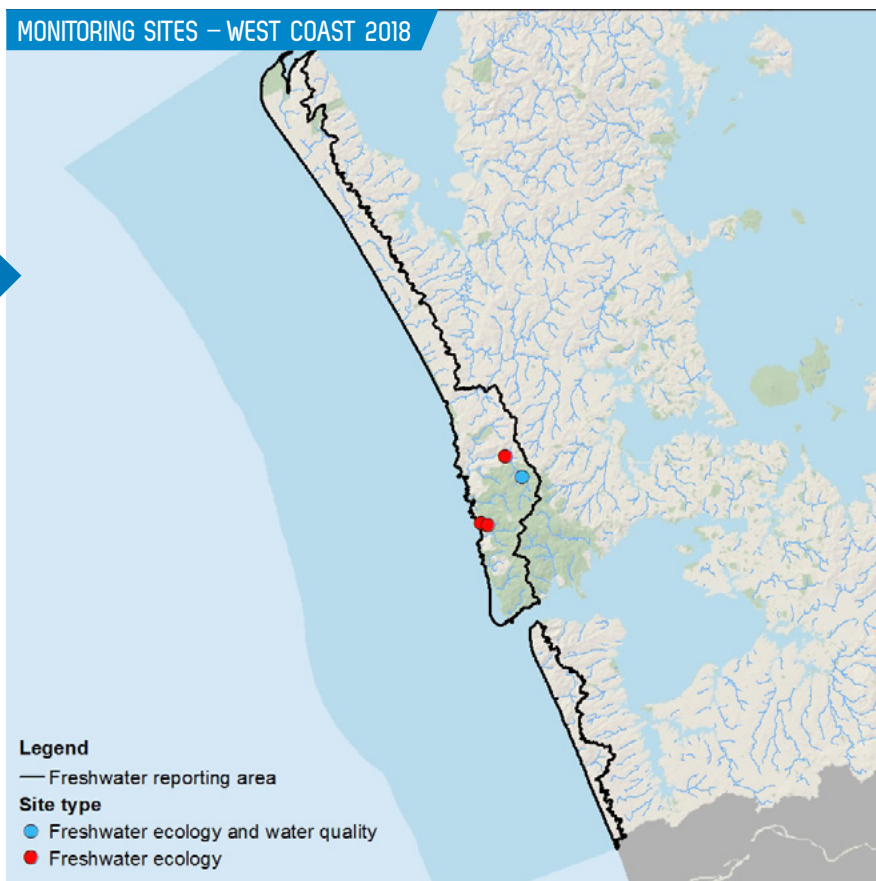 MONITORING SITES – WEST COAST 2018
Legend
Freshwater reporting area
Site type
Freshwater ecology and water quality
Freshwater ecology